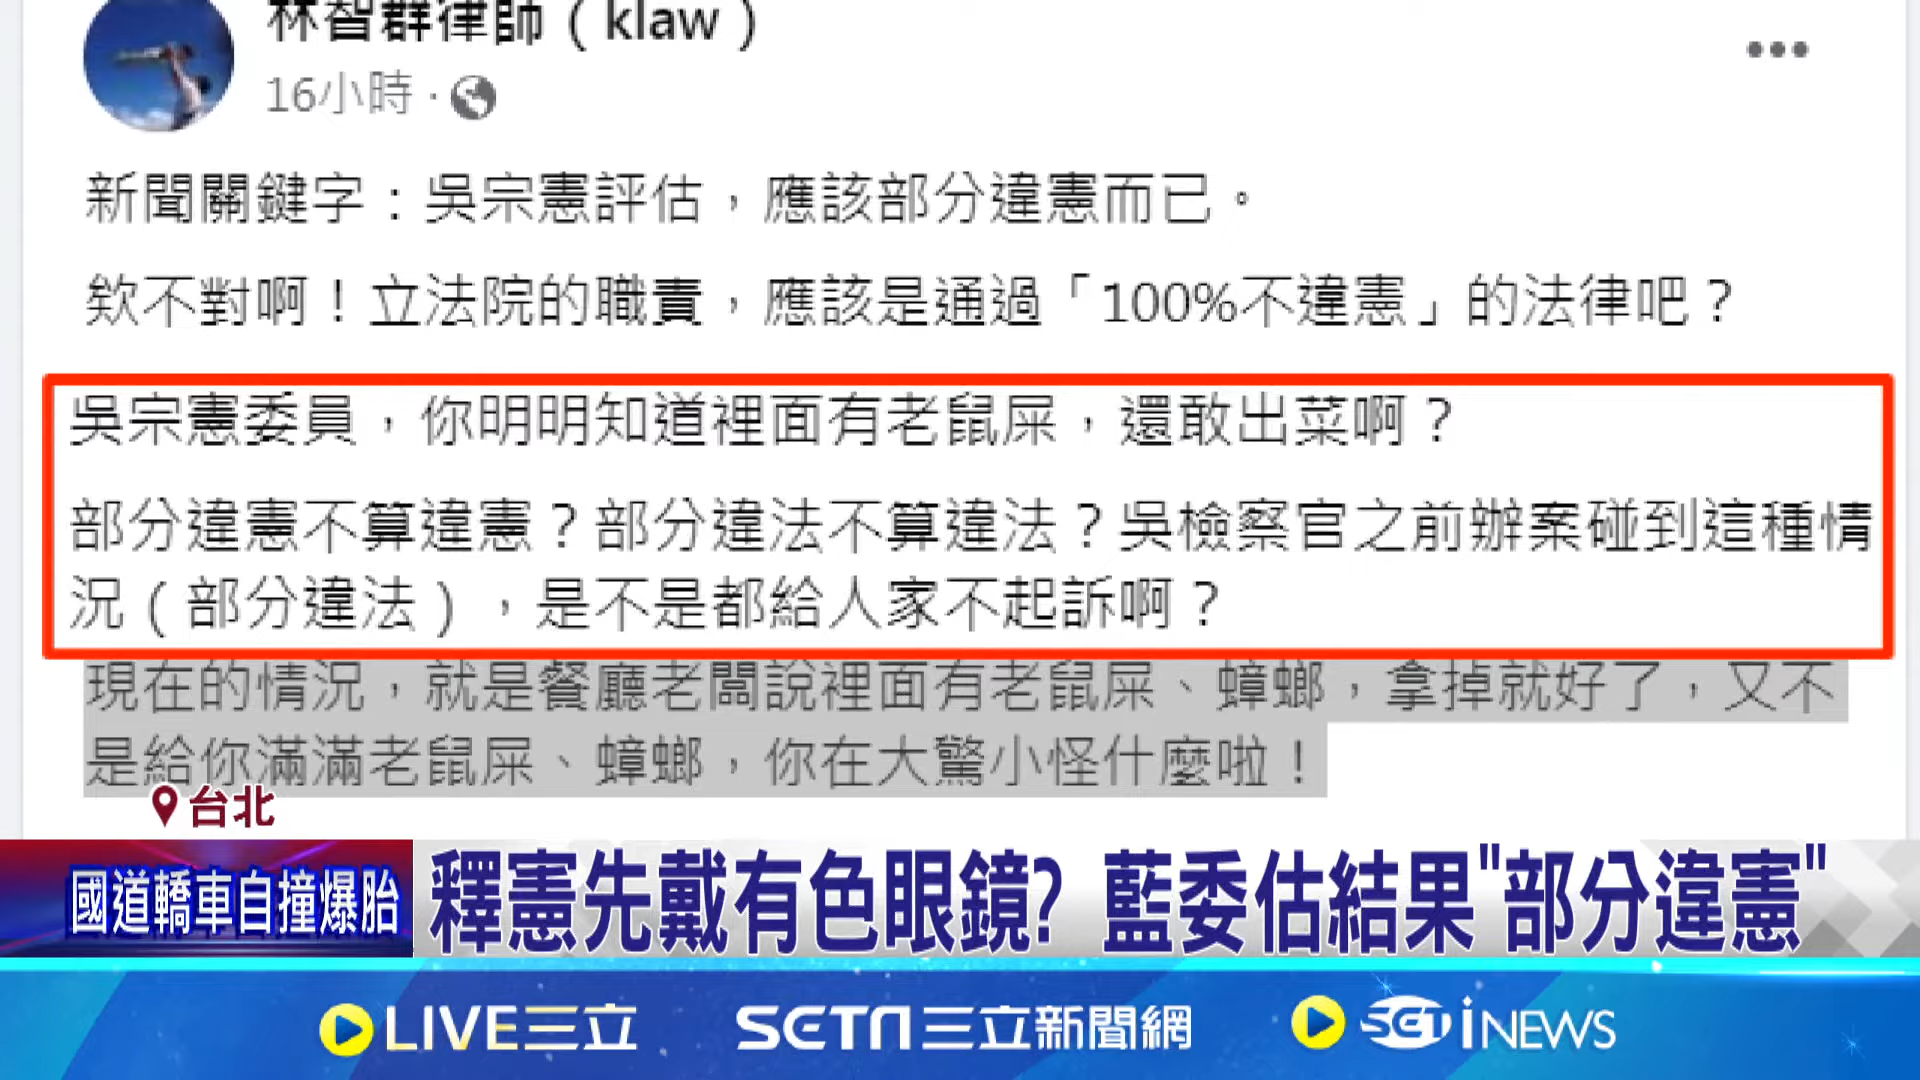 林智群律師（klaw）
16小時 ·
新聞關鍵字：吳宗憲評估，應該部分違憲而已。
欸不對啊！立法院的職責，應該是通過「100%不違憲」的法律吧？
吳宗憲委員，你明明知道裡面有老鼠屎，還敢出菜啊？
部分違憲不算違憲？部分違法不算違法？吳檢察官之前辦案碰到這種情
況（部分違法），是不是都給人家不起訴啊？
現在的情況，就是餐廳老闆說裡面有老鼠屎、蟑螂，拿掉就好了，又不
是給你滿滿老鼠屎、蟑螂，你在大驚小怪什麼啦！
台北
國道轎車自撞爆胎
釋憲先戴有色眼鏡? 藍委估結果"部分違憲"
LIVE三立
SETN三立新聞網
SETiNEWS